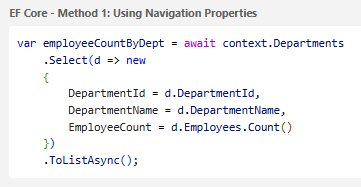 EF Core - Method 1: Using Navigation Properties
var employeeCountByDept = await context.Departments
    .Select(d => new
    {
        DepartmentId = d.DepartmentId,
        DepartmentName = d.DepartmentName,
        EmployeeCount = d.Employees.Count()
    })
    .ToListAsync();